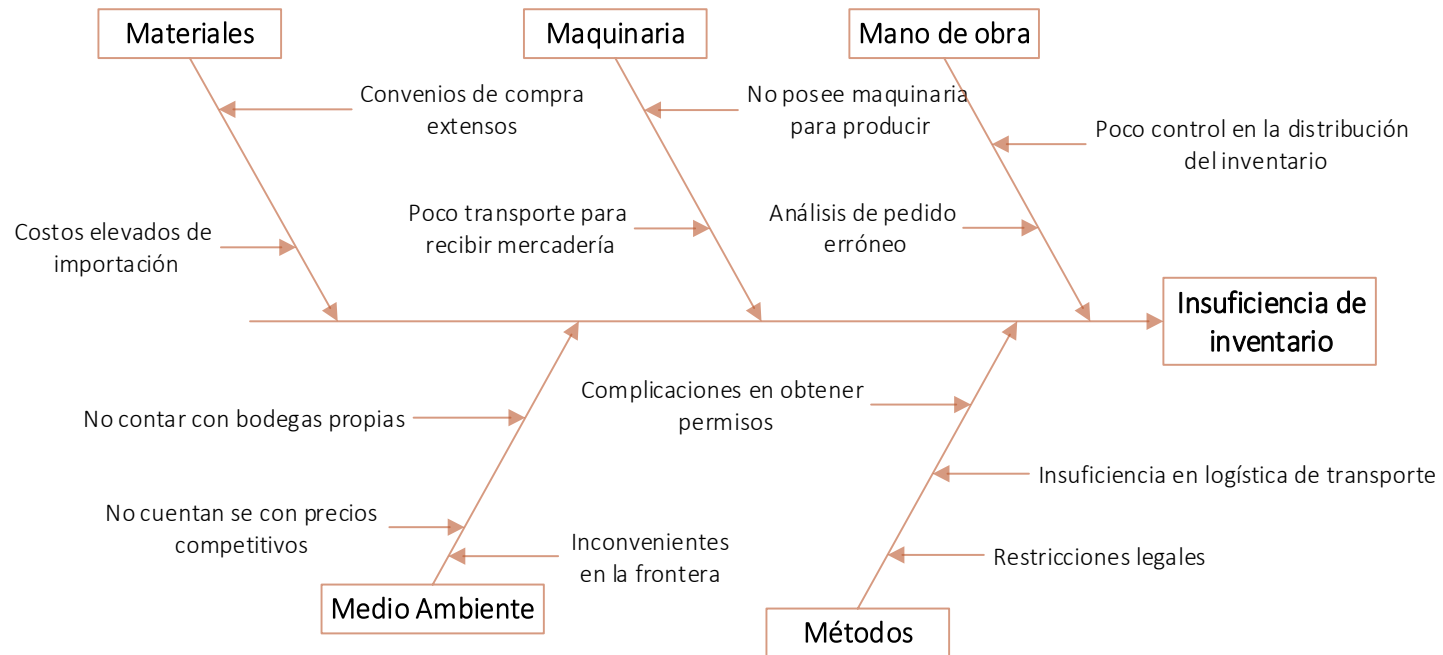 Materiales
Maquinaria
Mano de obra
Convenios de compra
extensos
No posee maquinaria
para producir
Poco control en la distribución
del inventario
Costos elevados de
importación
Poco transporte para
recibir mercadería
Análisis de pedido
erróneo
Insuficiencia de
inventario
No contar con bodegas propias
Complicaciones en obtener
permisos
Insuficiencia en logística de transporte
No cuentan se con precios
competitivos
Inconvenientes
en la frontera
Restricciones legales
Medio Ambiente
Métodos